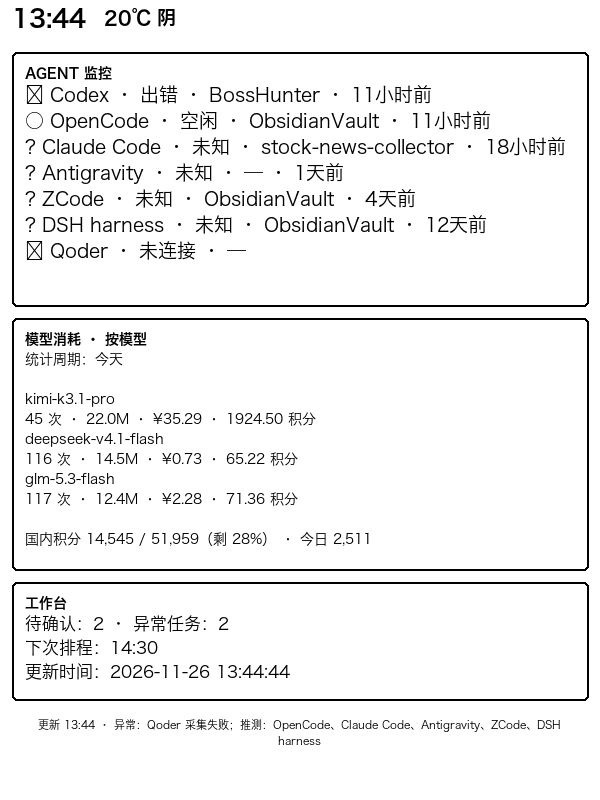 13:44 20℃ 阴
AGENT 监控
☒ Codex · 出错 · BossHunter · 11小时前
○ OpenCode · 空闲 · ObsidianVault · 11小时前
? Claude Code · 未知 · stock-news-collector · 18小时前
? Antigravity · 未知 · — · 1天前
? ZCode · 未知 · ObsidianVault · 4天前
? DSH harness · 未知 · ObsidianVault · 12天前
☒ Qoder · 未连接 · —
模型消耗 · 按模型
统计周期：今天
kimi-k3.1-pro
45 次 · 22.0M · ¥35.29 · 1924.50 积分
deepseek-v4.1-flash
116 次 · 14.5M · ¥0.73 · 65.22 积分
glm-5.3-flash
117 次 · 12.4M · ¥2.28 · 71.36 积分
国内积分 14,545 / 51,959（剩 28%） · 今日 2,511
工作台
待确认：2 · 异常任务：2
下次排程：14:30
更新时间：2026-11-26 13:44:44
更新 13:44 · 异常：Qoder 采集失败；推测：OpenCode、Claude Code、Antigravity、ZCode、DSH
harness